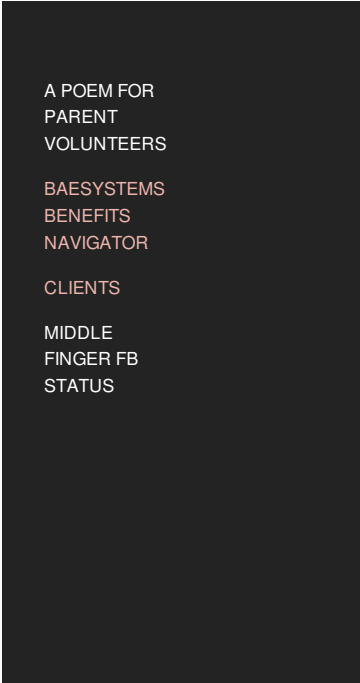 A POEM FOR
PARENT
VOLUNTEERS
BAESYSTEMS
BENEFITS
NAVIGATOR
CLIENTS
MIDDLE
FINGER FB
STATUS